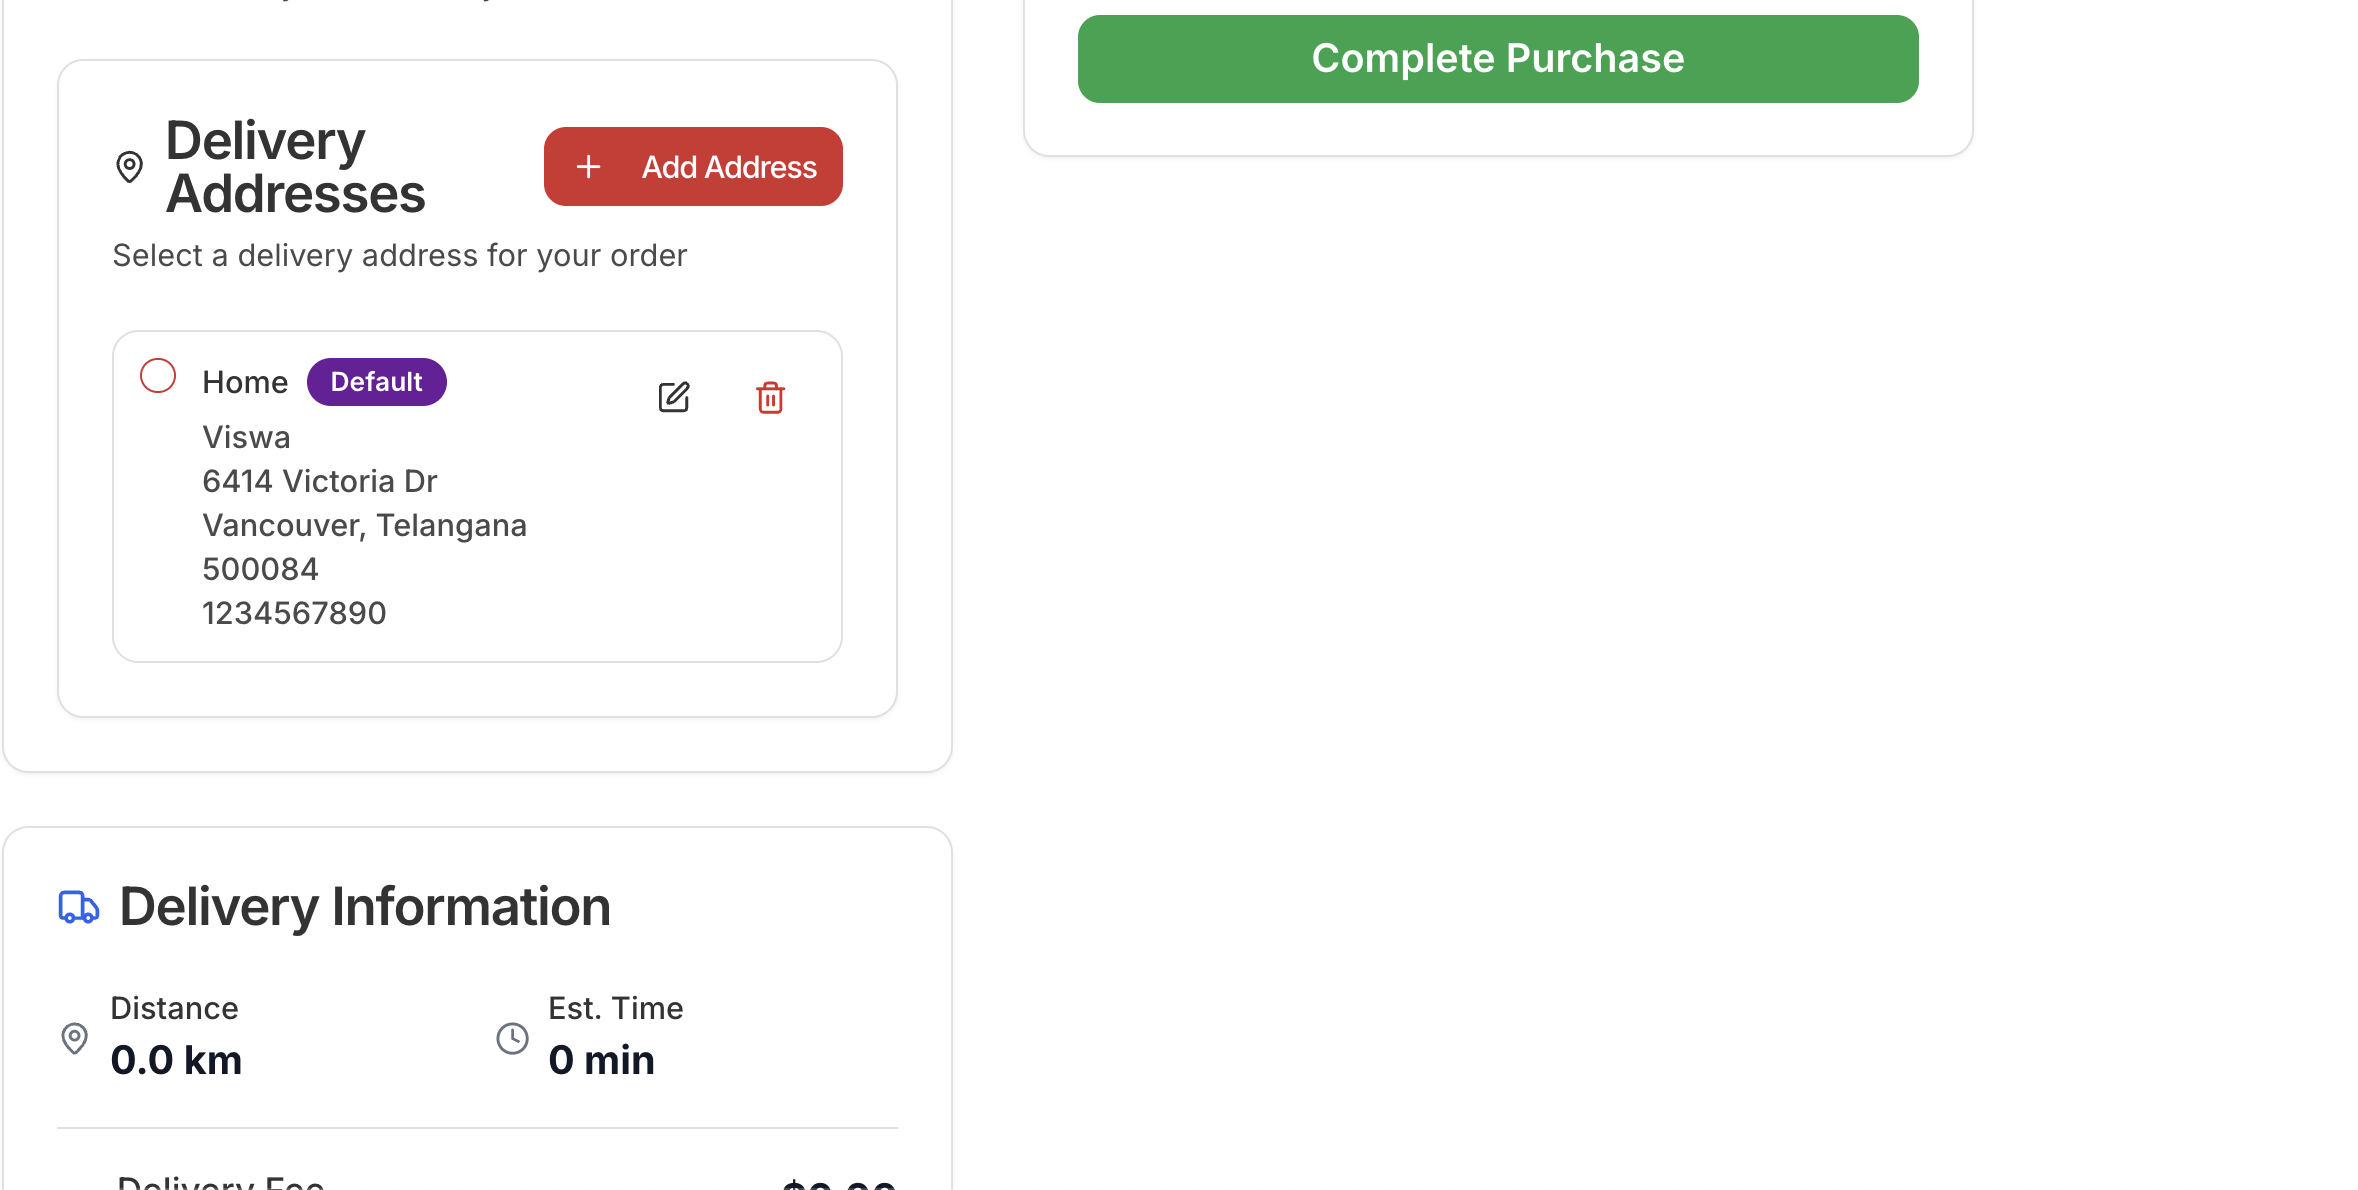 Complete Purchase
Delivery
Addresses
Add Address
Select a delivery address for your order
Home
Default
Viswa
6414 Victoria Dr
Vancouver, Telangana
500084
1234567890
Delivery Information
Distance
0.0 km
Est. Time
0 min
Delivery Fee